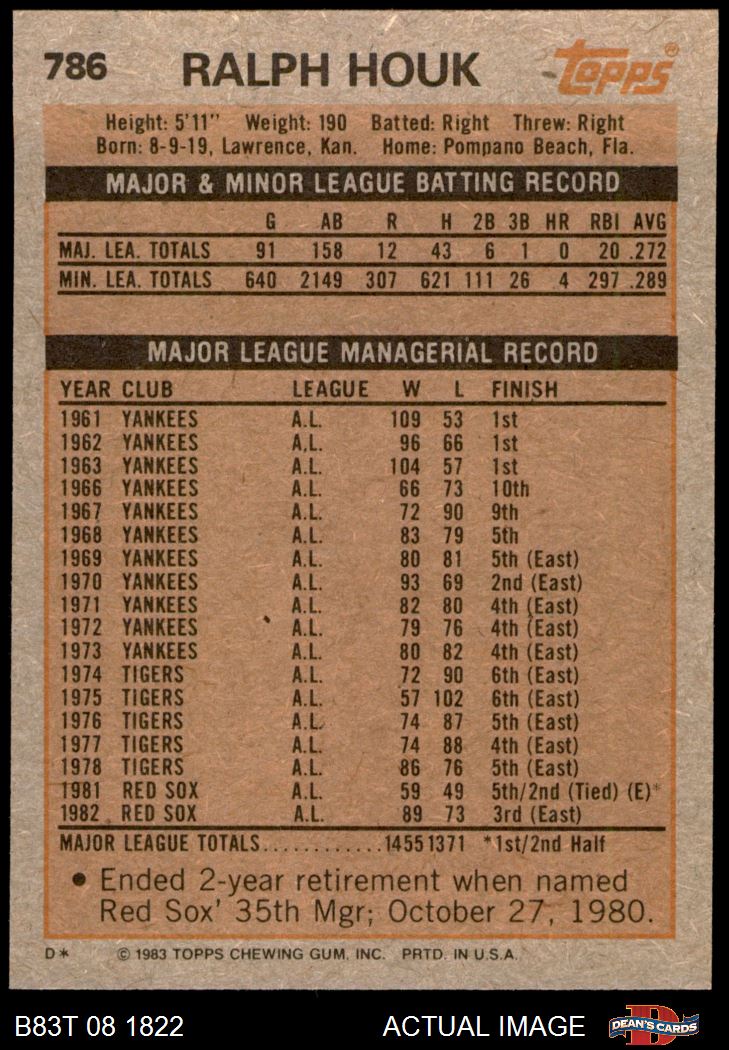 786 RALPH HOUK Topps®
Height: 5'11" Weight: 190 Batted: Right Threw: Right
Born: 8-9-19, Lawrence, Kan. Home: Pompano Beach, Fla.
MAJOR & MINOR LEAGUE BATTING RECORD
G AB R H 2B 3B HR RBI AVG
MAJ. LEA. TOTALS 91 158 12 43 6 1 0 20 .272
MIN. LEA. TOTALS 640 2149 307 621 111 26 4 297 .289
MAJOR LEAGUE MANAGERIAL RECORD
YEAR CLUB LEAGUE W L FINISH
1961 YANKEES A.L. 109 53 1st
1962 YANKEES A.L. 96 66 1st
1963 YANKEES A.L. 104 57 1st
1966 YANKEES A.L. 66 73 10th
1967 YANKEES A.L. 72 90 9th
1968 YANKEES A.L. 83 79 5th
1969 YANKEES A.L. 80 81 5th (East)
1970 YANKEES A.L. 93 69 2nd (East)
1971 YANKEES A.L. 82 80 4th (East)
1972 YANKEES A.L. 79 76 4th (East)
1973 YANKEES A.L. 80 82 4th (East)
1974 TIGERS A.L. 72 90 6th (East)
1975 TIGERS A.L. 57 102 6th (East)
1976 TIGERS A.L. 74 87 5th (East)
1977 TIGERS A.L. 74 88 4th (East)
1978 TIGERS A.L. 86 76 5th (East)
1981 RED SOX A.L. 59 49 5th/2nd (Tied) (E)*
1982 RED SOX A.L. 89 73 3rd (East)
MAJOR LEAGUE TOTALS............1455 1371 *1st/2nd Half
• Ended 2-year retirement when named
Red Sox' 35th Mgr; October 27, 1980.
D* © 1983 TOPPS CHEWING GUM, INC. PRTD. IN U.S.A.
B83T 08 1822 ACTUAL IMAGE DEAN'S CARDS